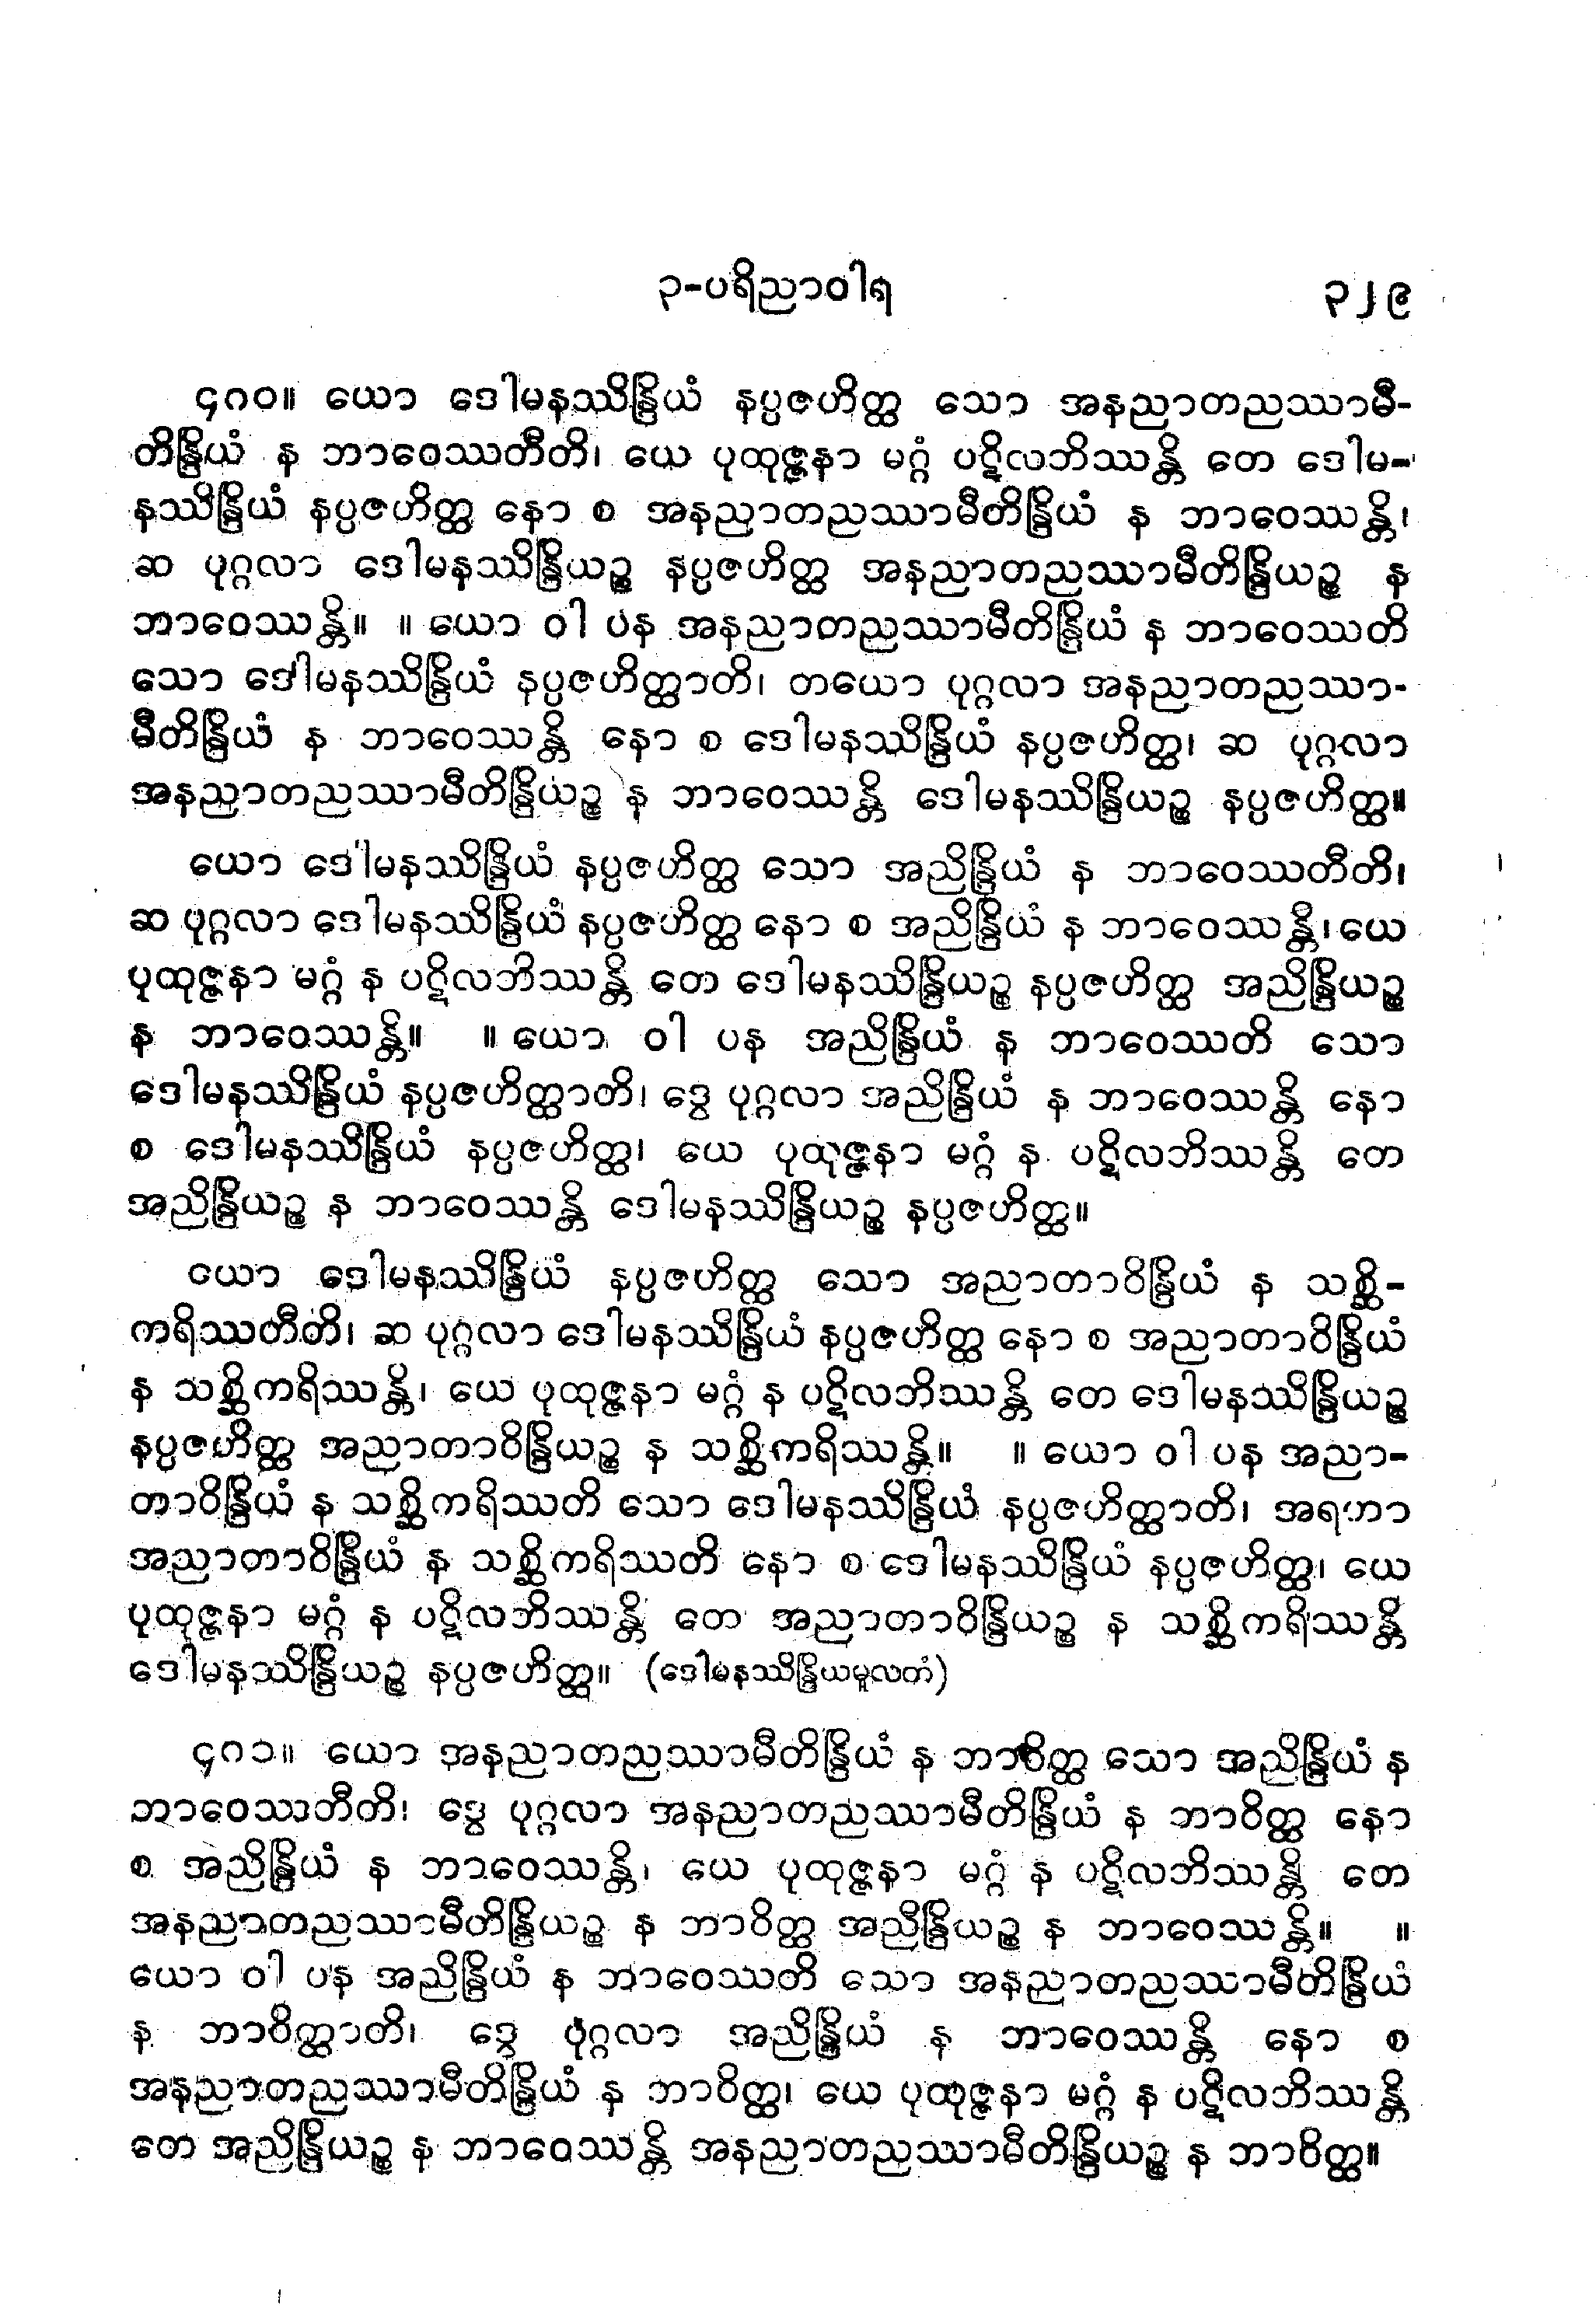 ၃-ပရိညာဝါရ ၃၂၉
၄၈၀။ ယော ဒေါမနဿိန္ဒြိယံ နပ္ပဇဟိတ္ထ သော အနညာတညဿာမီ-
တိန္ဒြိယံ န ဘာဝေဿတီတိ၊ ယေ ပုထုဇ္ဇနာ မဂ္ဂံ ပဋိလဘိဿန္တိ တေ ဒေါမ-
နဿိန္ဒြိယံ နပ္ပဇဟိတ္ထ နော စ အနညာတညဿာမီတိန္ဒြိယံ န ဘာဝေဿန္တိ၊
ဆ ပုဂ္ဂလာ ဒေါမနဿိန္ဒြိယဉ္စ နပ္ပဇဟိတ္ထ အနညာတညဿာမီတိန္ဒြိယဉ္စ န
ဘာဝေဿန္တိ။ ။ ယော ဝါ ပန အနညာတညဿာမီတိန္ဒြိယံ န ဘာဝေဿတိ
သော ဒေါမနဿိန္ဒြိယံ နပ္ပဇဟိတ္ထာတိ၊ တယော ပုဂ္ဂလာ အနညာတညဿာ-
မီတိန္ဒြိယံ န ဘာဝေဿန္တိ နော စ ဒေါမနဿိန္ဒြိယံ နပ္ပဇဟိတ္ထ၊ ဆ ပုဂ္ဂလာ
အနညာတညဿာမီတိန္ဒြိယဉ္စ န ဘာဝေဿန္တိ ဒေါမနဿိန္ဒြိယဉ္စ နပ္ပဇဟိတ္ထ။
ယော ဒေါမနဿိန္ဒြိယံ နပ္ပဇဟိတ္ထ သော အညိန္ဒြိယံ န ဘာဝေဿတီတိ၊
ဆ ပုဂ္ဂလာ ဒေါမနဿိန္ဒြိယံ နပ္ပဇဟိတ္ထ နော စ အညိန္ဒြိယံ န ဘာဝေဿန္တိ၊ ယေ
ပုထုဇ္ဇနာ မဂ္ဂံ န ပဋိလဘိဿန္တိ တေ ဒေါမနဿိန္ဒြိယဉ္စ နပ္ပဇဟိတ္ထ အညိန္ဒြိယဉ္စ
န ဘာဝေဿန္တိ။ ။ ယော ဝါ ပန အညိန္ဒြိယံ န ဘာဝေဿတိ သော
ဒေါမနဿိန္ဒြိယံ နပ္ပဇဟိတ္ထာတိ၊ ဒွေ ပုဂ္ဂလာ အညိန္ဒြိယံ န ဘာဝေဿန္တိ နော
စ ဒေါမနဿိန္ဒြိယံ နပ္ပဇဟိတ္ထ၊ ယေ ပုထုဇ္ဇနာ မဂ္ဂံ န ပဋိလဘိဿန္တိ တေ
အညိန္ဒြိယဉ္စ န ဘာဝေဿန္တိ ဒေါမနဿိန္ဒြိယဉ္စ နပ္ပဇဟိတ္ထ။
ယော ဒေါမနဿိန္ဒြိယံ နပ္ပဇဟိတ္ထ သော အညာတာဝိန္ဒြိယံ န သစ္ဆိ-
ကရိဿတီတိ၊ ဆ ပုဂ္ဂလာ ဒေါမနဿိန္ဒြိယံ နပ္ပဇဟိတ္ထ နော စ အညာတာဝိန္ဒြိယံ
န သစ္ဆိကရိဿန္တိ၊ ယေ ပုထုဇ္ဇနာ မဂ္ဂံ န ပဋိလဘိဿန္တိ တေ ဒေါမနဿိန္ဒြိယဉ္စ
နပ္ပဇဟိတ္ထ အညာတာဝိန္ဒြိယဉ္စ န သစ္ဆိကရိဿန္တိ။ ။ ယော ဝါ ပန အညာ-
တာဝိန္ဒြိယံ န သစ္ဆိကရိဿတိ သော ဒေါမနဿိန္ဒြိယံ နပ္ပဇဟိတ္ထာတိ၊ အရဟာ
အညာတာဝိန္ဒြိယံ န သစ္ဆိကရိဿတိ နော စ ဒေါမနဿိန္ဒြိယံ နပ္ပဇဟိတ္ထ၊ ယေ
ပုထုဇ္ဇနာ မဂ္ဂံ န ပဋိလဘိဿန္တိ တေ အညာတာဝိန္ဒြိယဉ္စ န သစ္ဆိကရိဿန္တိ
ဒေါမနဿိန္ဒြိယဉ္စ နပ္ပဇဟိတ္ထ။ (ဒေါမနဿိန္ဒြိယမူလကံ)
၄၈၁။ ယော အနညာတညဿာမီတိန္ဒြိယံ န ဘာဝိတ္ထ သော အညိန္ဒြိယံ န
ဘာဝေဿတီတိ၊ ဒွေ ပုဂ္ဂလာ အနညာတညဿာမီတိန္ဒြိယံ န ဘာဝိတ္ထ နော
စ အညိန္ဒြိယံ န ဘာဝေဿန္တိ၊ ယေ ပုထုဇ္ဇနာ မဂ္ဂံ န ပဋိလဘိဿန္တိ တေ
အနညာတညဿာမီတိန္ဒြိယဉ္စ န ဘာဝိတ္ထ အညိန္ဒြိယဉ္စ န ဘာဝေဿန္တိ။ ။
ယော ဝါ ပန အညိန္ဒြိယံ န ဘာဝေဿတိ သော အနညာတညဿာမီတိန္ဒြိယံ
န ဘာဝိတ္ထာတိ၊ ဒွေ ပုဂ္ဂလာ အညိန္ဒြိယံ န ဘာဝေဿန္တိ နော စ
အနညာတညဿာမီတိန္ဒြိယံ န ဘာဝိတ္ထ၊ ယေ ပုထုဇ္ဇနာ မဂ္ဂံ န ပဋိလဘိဿန္တိ
တေ အညိန္ဒြိယဉ္စ န ဘာဝေဿန္တိ အနညာတညဿာမီတိန္ဒြိယဉ္စ န ဘာဝိတ္ထ။